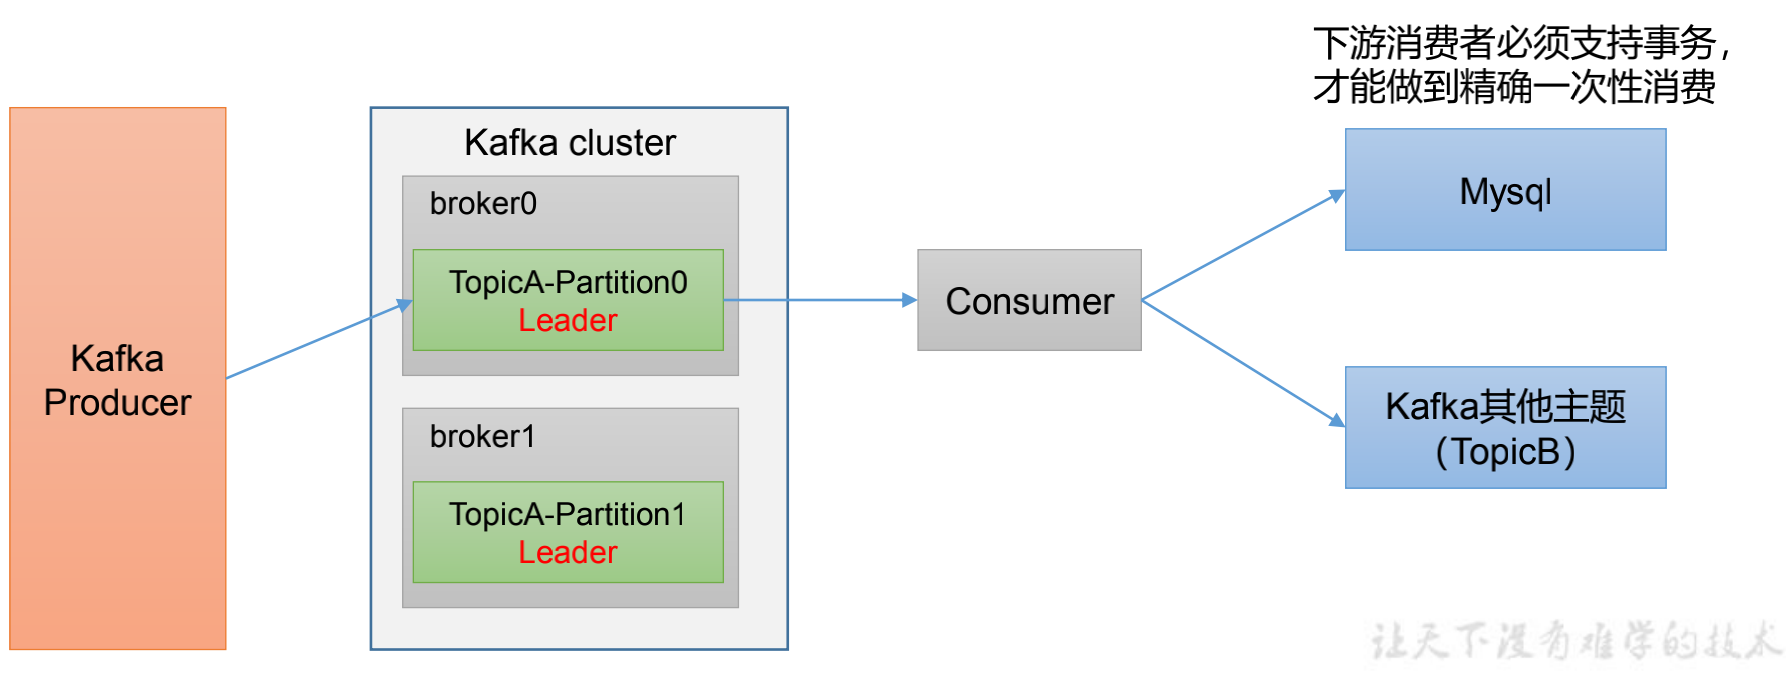 下游消费者必须支持事务，
才能做到精确一次性消费
Kafka cluster
broker0
TopicA-Partition0
Leader
broker1
TopicA-Partition1
Leader
Kafka
Producer
Consumer
Mysql
Kafka其他主题
（TopicB）
让天下没有难学的技术